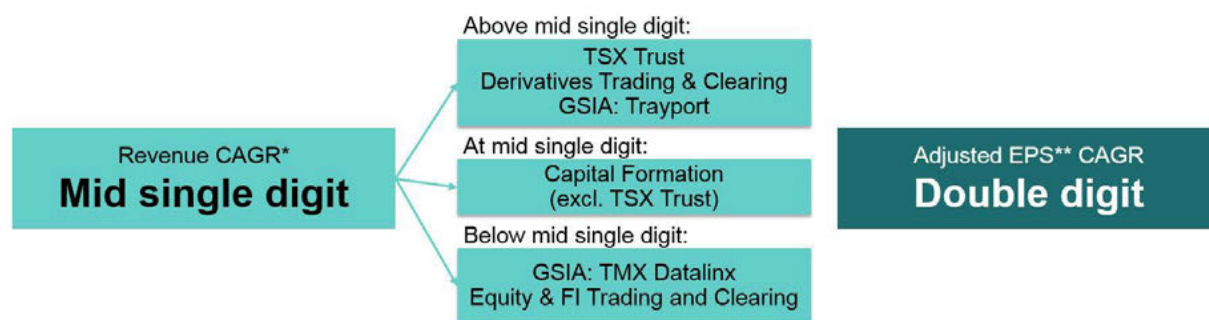 Revenue CAGR*
Mid single digit
Above mid single digit:
TSX Trust
Derivatives Trading & Clearing
GSIA: Trayport
At mid single digit:
Capital Formation
(excl. TSX Trust)
Below mid single digit:
GSIA: TMX Datalinx
Equity & FI Trading and Clearing
Adjusted EPS** CAGR
Double digit